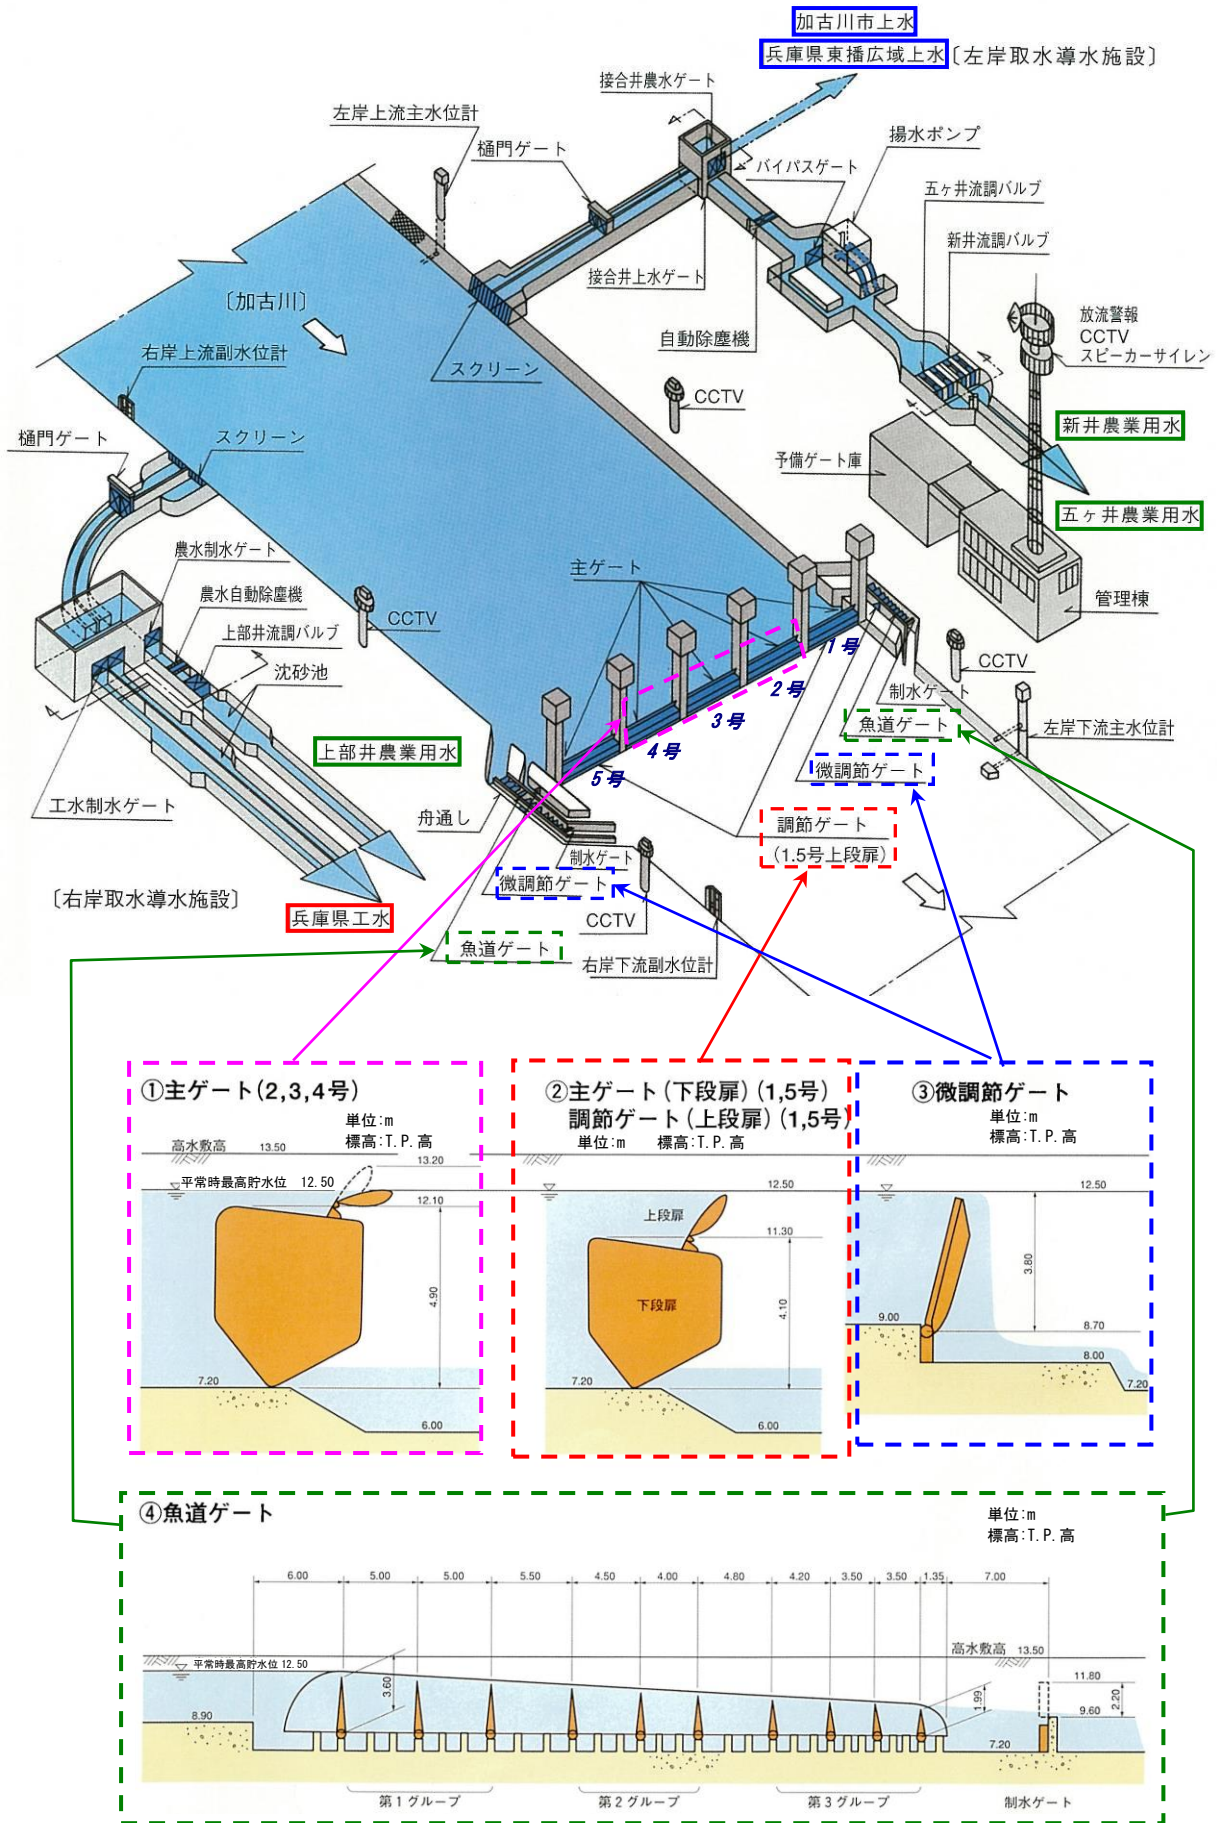 加古川市上水
兵庫県東播広域上水
〔左岸取水導水施設〕
接合井農水ゲート
左岸上流主水位計
揚水ポンプ
樋門ゲート
バイパスゲート
五ヶ井流調バルブ
新井流調バルブ
接合井上水ゲート
〔加古川〕
放流警報
CCTV
スピーカーサイレン
自動除塵機
右岸上流副水位計
スクリーン
CCTV
新井農業用水
樋門ゲート
スクリーン
予備ゲート庫
五ヶ井農業用水
農水制水ゲート
主ゲート
農水自動除塵機
CCTV
管理棟
上部井流調バルブ
1号
CCTV
沈砂池
2号
制水ゲート
3号
魚道ゲート
左岸下流主水位計
上部井農業用水
4号
5号
微調節ゲート
工水制水ゲート
舟通し
調節ゲート
(1.5号上段扉)
制水ゲート
微調節ゲート
〔右岸取水導水施設〕
兵庫県工水
CCTV
魚道ゲート
右岸下流副水位計
①主ゲート(2,3,4号)
単位:m
標高:T.P.高
高水敷高 13.50
13.20
平常時最高貯水位 12.50
12.10
4.90
7.20
6.00
②主ゲート(下段扉)(1,5号)
調節ゲート(上段扉)(1,5号)
単位:m 標高:T.P.高
12.50
上段扉
11.30
下段扉
4.10
7.20
6.00
③微調節ゲート
単位:m
標高:T.P.高
12.50
3.80
9.00
8.70
8.00
7.20
④魚道ゲート
単位:m
標高:T.P.高
6.00 5.00 5.00 5.50 4.50 4.00 4.80 4.20 3.50 3.50 1.35 7.00
高水敷高 13.50
平常時最高貯水位 12.50
3.60
1.99
11.80
2.20
9.60
8.90
7.20
第1グループ 第2グループ 第3グループ 制水ゲート